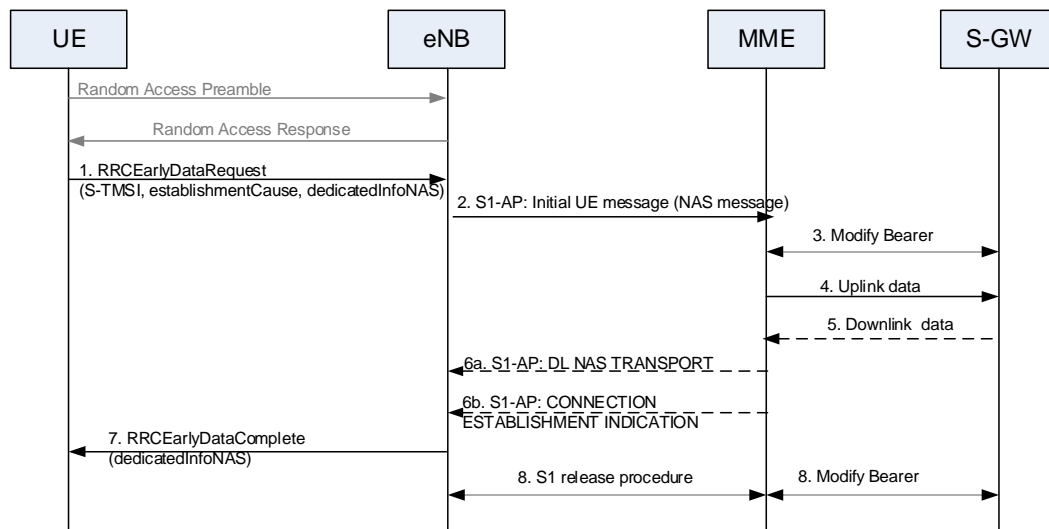 UE
eNB
MME
S-GW
Random Access Preamble
Random Access Response
1. RRCEarlyDataRequest
(S-TMSI, establishmentCause, dedicatedInfoNAS)
2. S1-AP: Initial UE message (NAS message)
3. Modify Bearer
4. Uplink data
5. Downlink data
6a. S1-AP: DL NAS TRANSPORT
6b. S1-AP: CONNECTION
ESTABLISHMENT INDICATION
7. RRCEarlyDataComplete
(dedicatedInfoNAS)
8. S1 release procedure
8. Modify Bearer